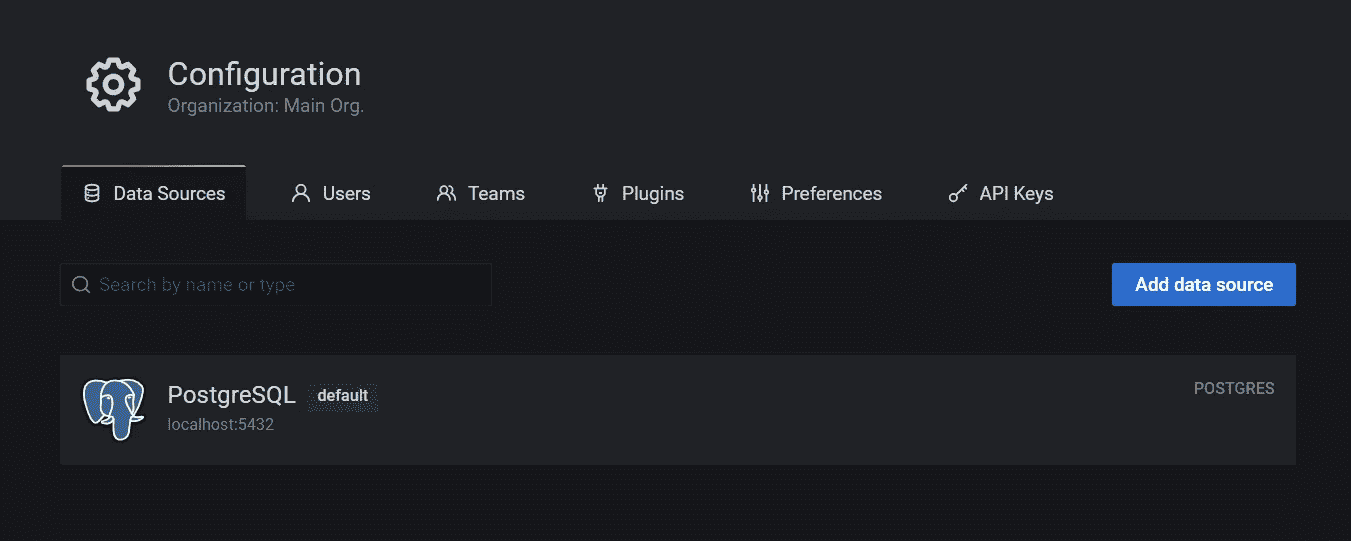 Configuration
Organization: Main Org.
Data Sources Users Teams Plugins Preferences API Keys
Search by name or type
Add data source
PostgreSQL default
POSTGRES
localhost:5432